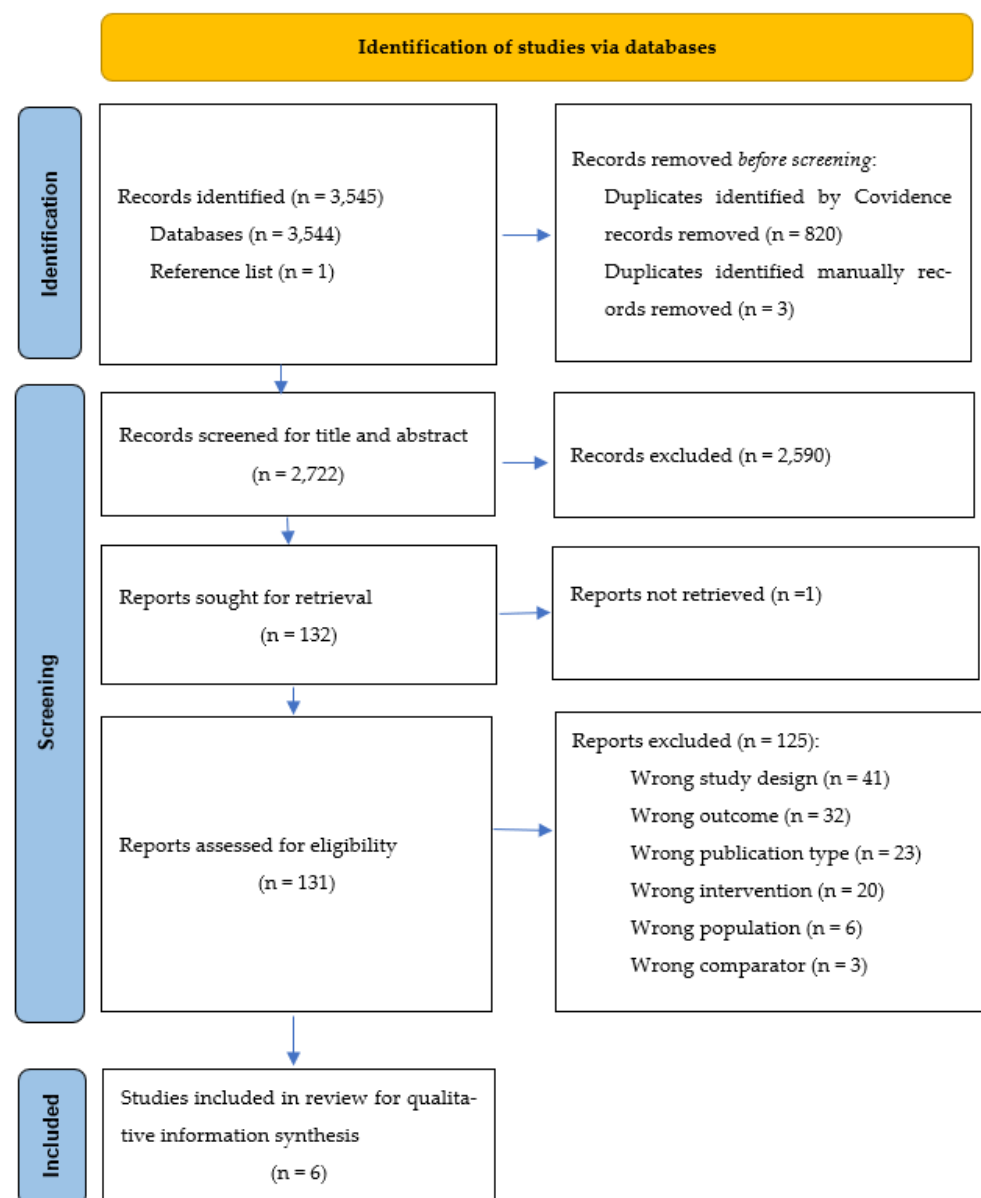 Identification of studies via databases
Identification
Records identified (n = 3,545)
Databases (n = 3,544)
Reference list (n = 1)
Records removed before screening:
Duplicates identified by Covidence
records removed (n = 820)
Duplicates identified manually rec-
ords removed (n = 3)
Screening
Records screened for title and abstract
(n = 2,722)
Records excluded (n = 2,590)
Reports sought for retrieval
(n = 132)
Reports not retrieved (n =1)
Reports assessed for eligibility
(n = 131)
Reports excluded (n = 125):
Wrong study design (n = 41)
Wrong outcome (n = 32)
Wrong publication type (n = 23)
Wrong intervention (n = 20)
Wrong population (n = 6)
Wrong comparator (n = 3)
Included
Studies included in review for qualita-
tive information synthesis
(n = 6)